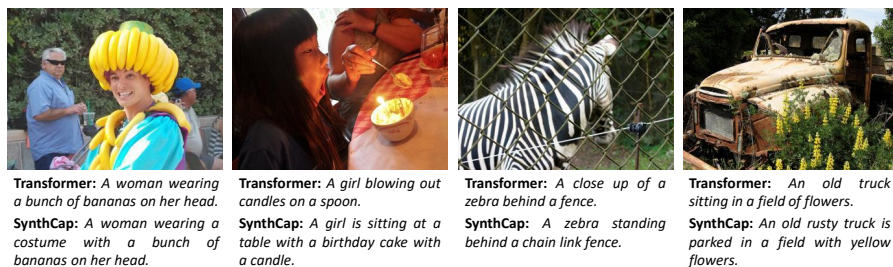 Transformer: A woman wearing
a bunch of bananas on her head.
SynthCap: A woman wearing a
costume with a bunch of
bananas on her head.
Transformer: A girl blowing out
candles on a spoon.
SynthCap: A girl is sitting at a
table with a birthday cake with
a candle.
Transformer: A close up of a
zebra behind a fence.
SynthCap: A zebra standing
behind a chain link fence.
Transformer: An old truck
sitting in a field of flowers.
SynthCap: An old rusty truck is
parked in a field with yellow
flowers.